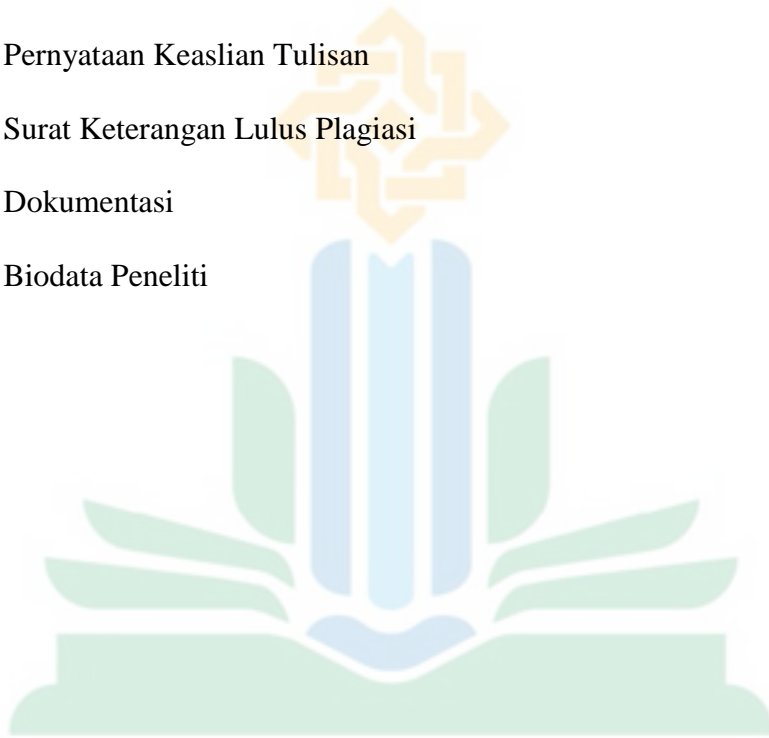 Pernyataan Keaslian Tulisan
Surat Keterangan Lulus Plagiasi
Dokumentasi
Biodata Peneliti